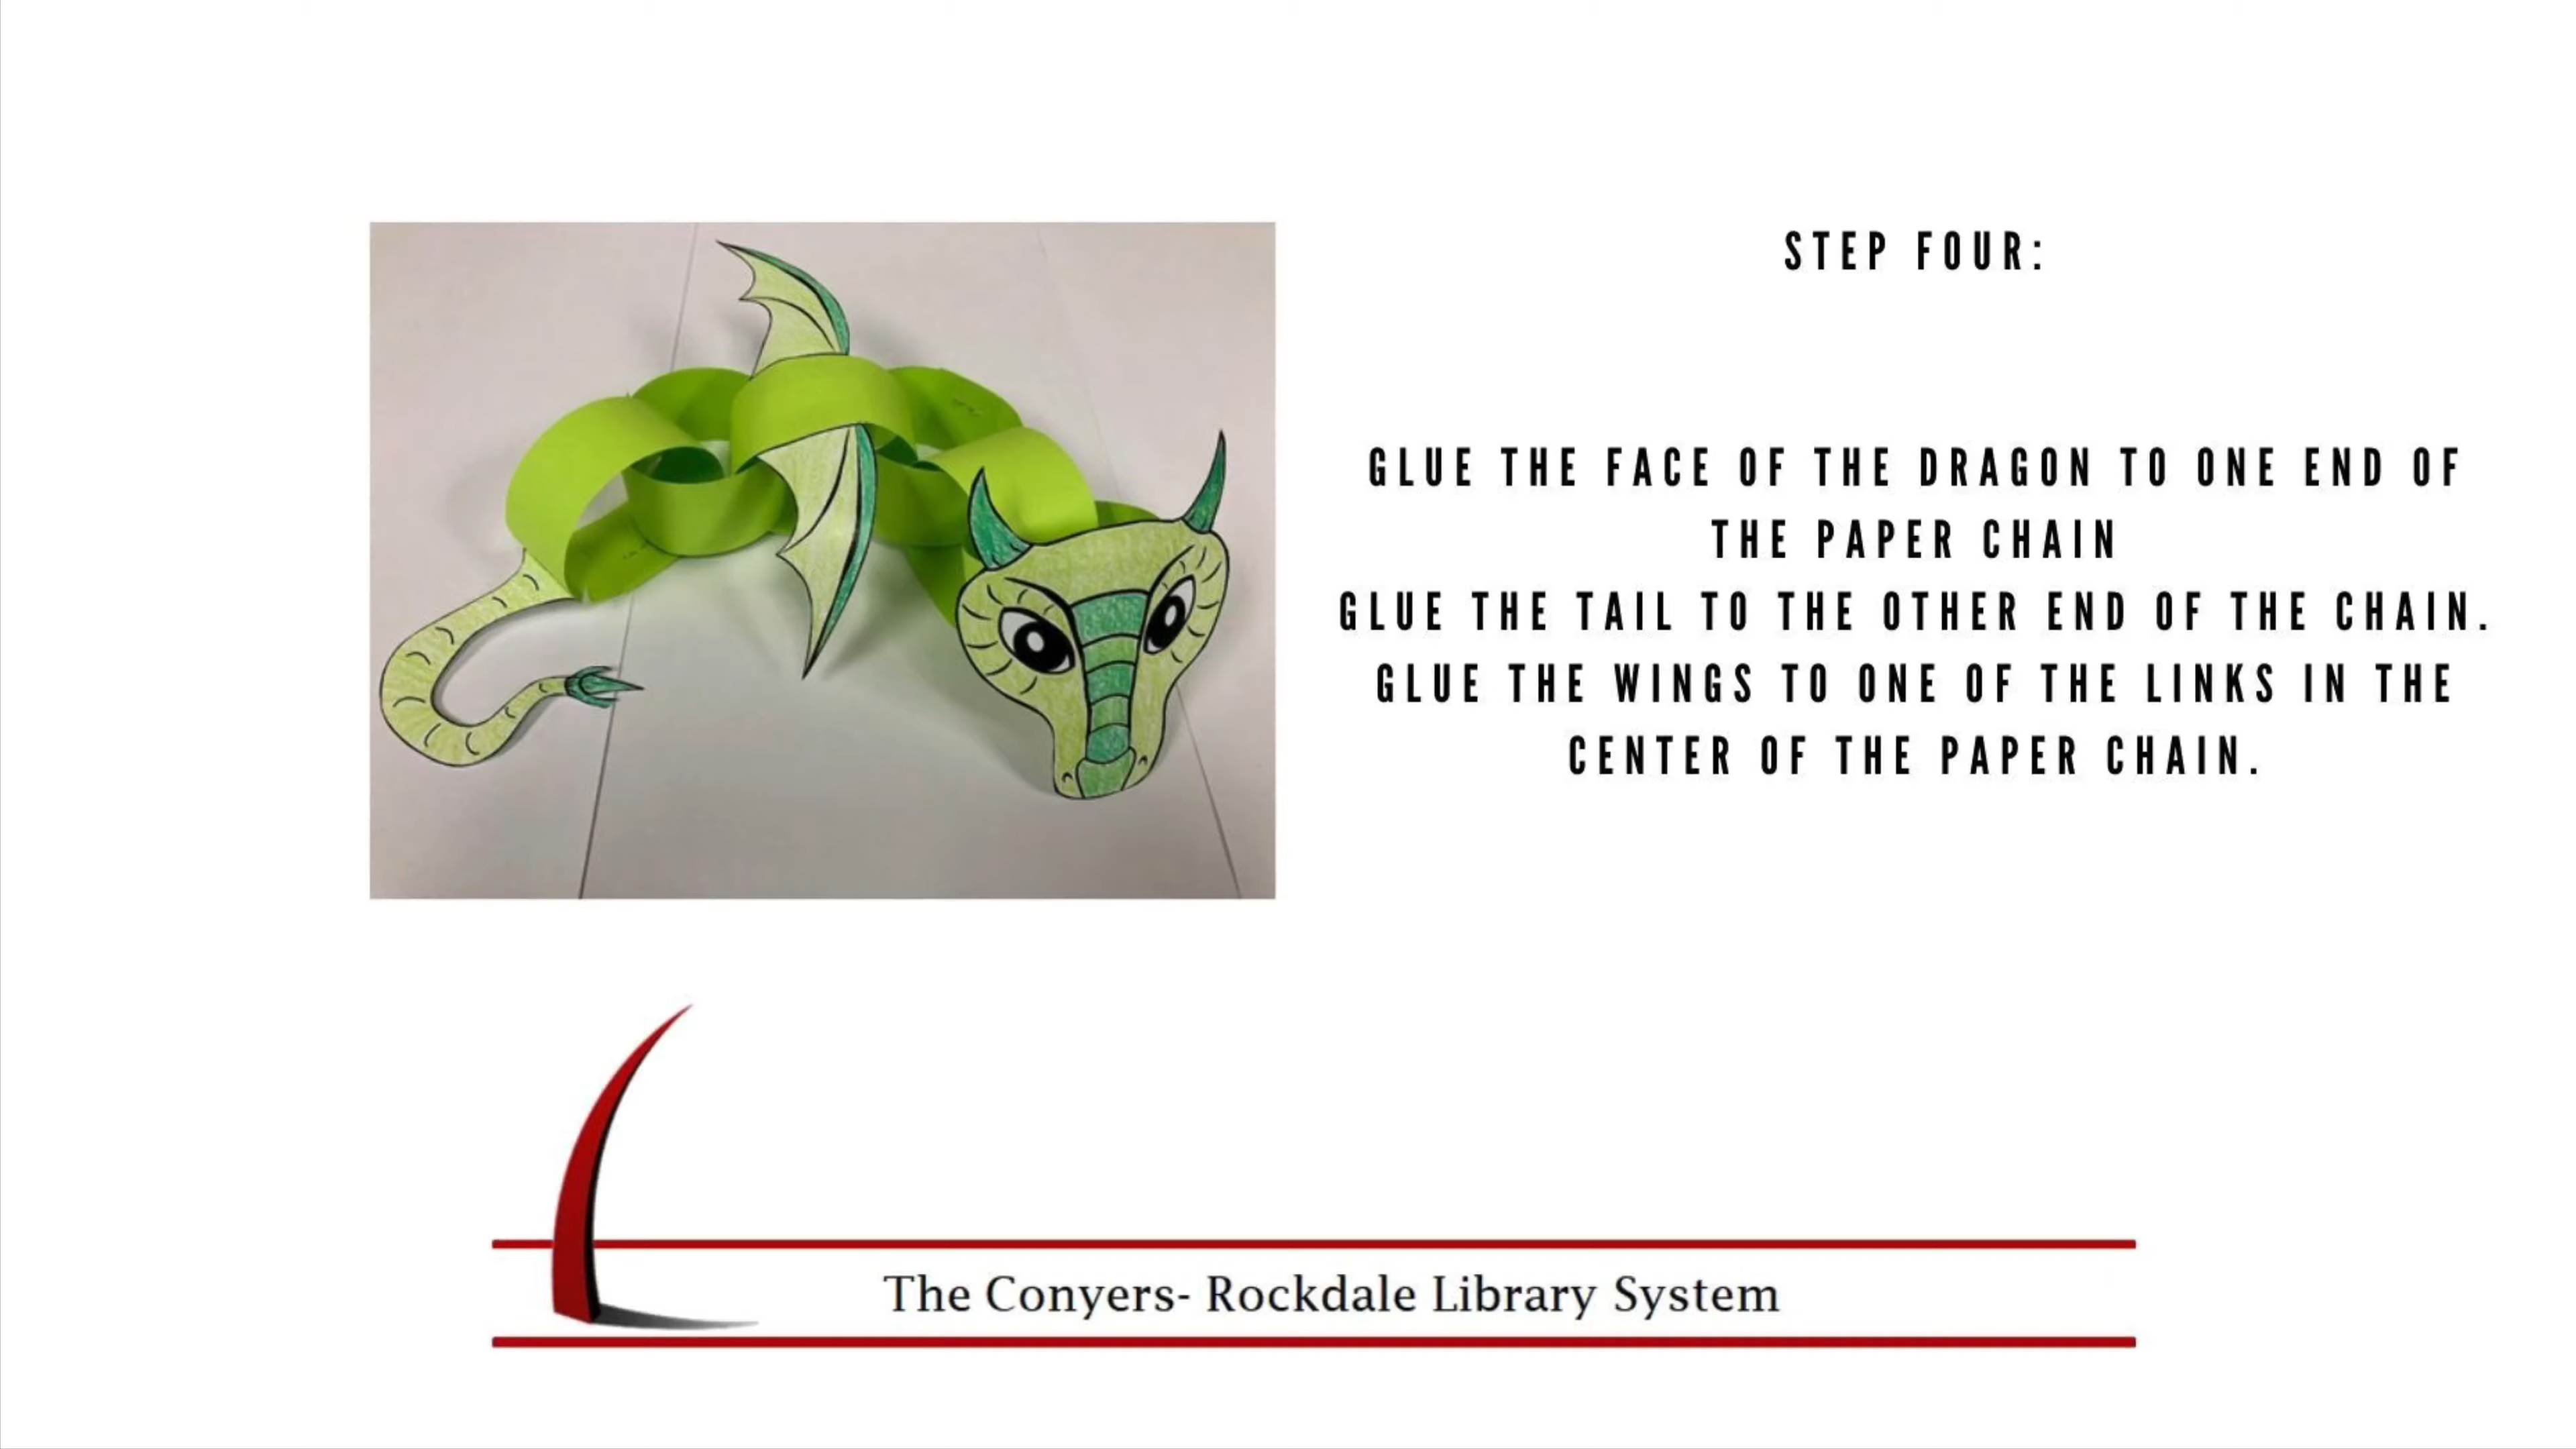 STEP FOUR:
GLUE THE FACE OF THE DRAGON TO ONE END OF
THE PAPER CHAIN
GLUE THE TAIL TO THE OTHER END OF THE CHAIN.
GLUE THE WINGS TO ONE OF THE LINKS IN THE
CENTER OF THE PAPER CHAIN.
The Conyers- Rockdale Library System